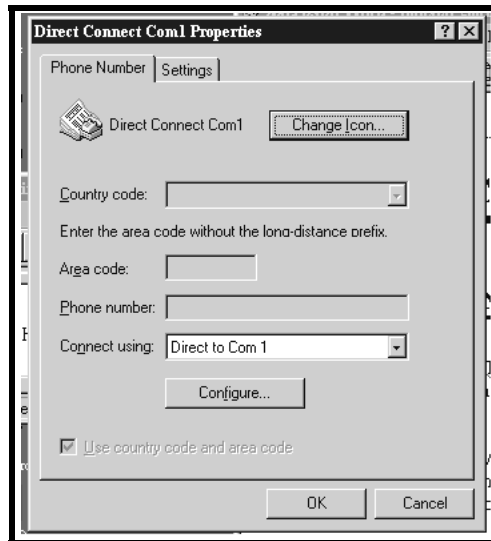 Direct Connect Com1 Properties
Phone Number Settings
Direct Connect Com1 Change Icon...
Country code:
Enter the area code without the long-distance prefix.
Area code:
Phone number:
Connect using: Direct to Com 1
Configure...
Use country code and area code
OK Cancel